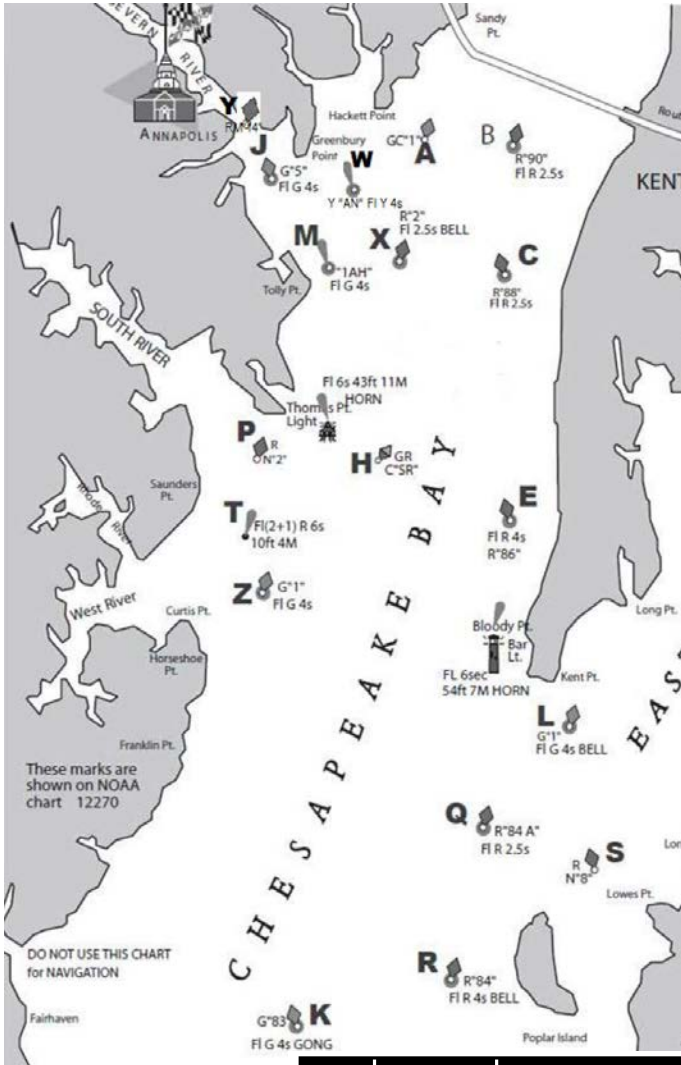 Sandy Pt.
SEVERN
RIVER
ANNAPOLIS
Y
J
G"5"
Fl G 4s
Hackett Point
Greenbury
Point
W
Y "AN" Fl Y 4s
GC"1"
A
B
R"90"
Fl R 2.5s
KENT
M
"1AH"
Fl G 4s
R"2"
Fl 2.5s BELL
X
C
R"88"
Fl R 2.5s
Tolly Pt.
SOUTH RIVER
Fl 6s 43ft 11M
HORN
Thomas Pt.
Light
P
R
N"2"
H
GR
C"SR"
Saunders
Pt.
Rhode River
T
Fl(2+1) R 6s
10ft 4M
E
Fl R 4s
R"86"
Z
G"1"
Fl G 4s
West River
Curtis Pt.
Horseshoe
Pt.
Bloody Pt.
Bar
Lt.
FL 6sec
54ft 7M HORN
Long Pt.
Kent Pt.
L
G"1"
Fl G 4s BELL
Franklin Pt.
These marks are
shown on NOAA
chart 12270
CHESAPEAKE BAY
Q
R"84 A"
Fl R 2.5s
S
R
N"8"
Lowes Pt.
DO NOT USE THIS CHART
for NAVIGATION
R
R"84"
Fl R 4s BELL
G"83"
K
Fl G 4s GONG
Fairhaven
Poplar Island